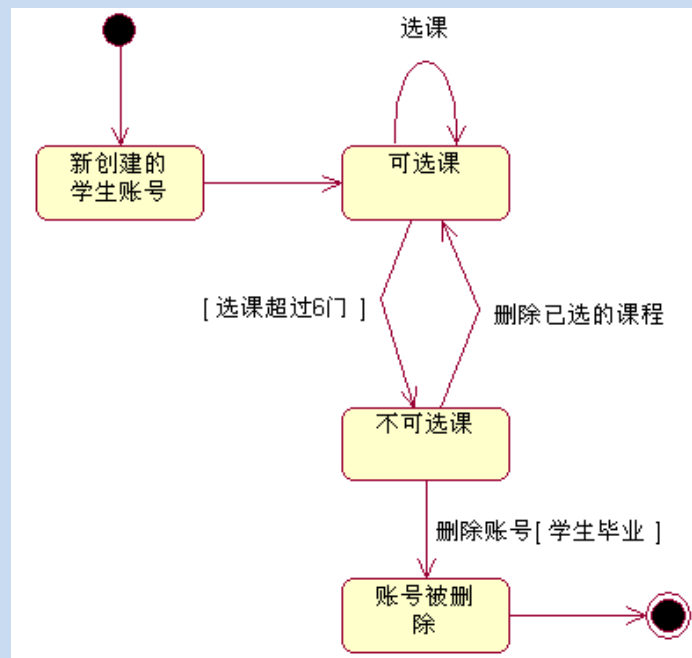 选课
新创建的
学生账号
可选课
[ 选课超过6门 ]
删除已选的课程
不可选课
删除账号[ 学生毕业 ]
账号被删
除